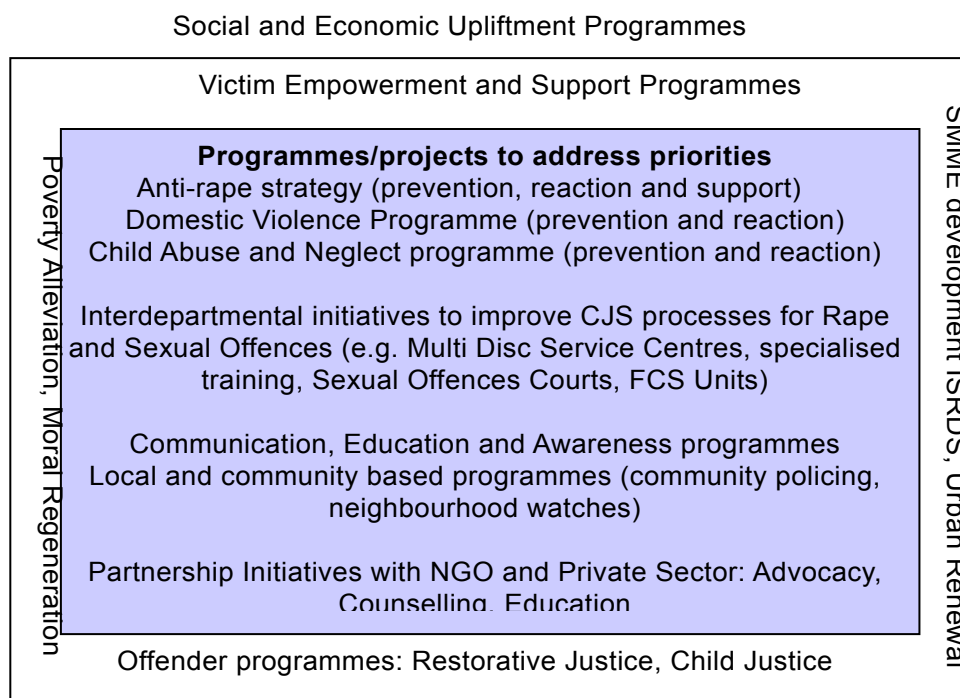 Social and Economic Upliftment Programmes
Victim Empowerment and Support Programmes
Programmes/projects to address priorities
Anti-rape strategy (prevention, reaction and support)
Domestic Violence Programme (prevention and reaction)
Child Abuse and Neglect programme (prevention and reaction)
Interdepartmental initiatives to improve CJS processes for Rape
and Sexual Offences (e.g. Multi Disc Service Centres, specialised
training, Sexual Offences Courts, FCS Units)
Communication, Education and Awareness programmes
Local and community based programmes (community policing,
neighbourhood watches)
Partnership Initiatives with NGO and Private Sector: Advocacy,
Counselling, Education
Poverty Alleviation, Moral Regeneration
SMME development ISRDS, Urban Renewal
Offender programmes: Restorative Justice, Child Justice